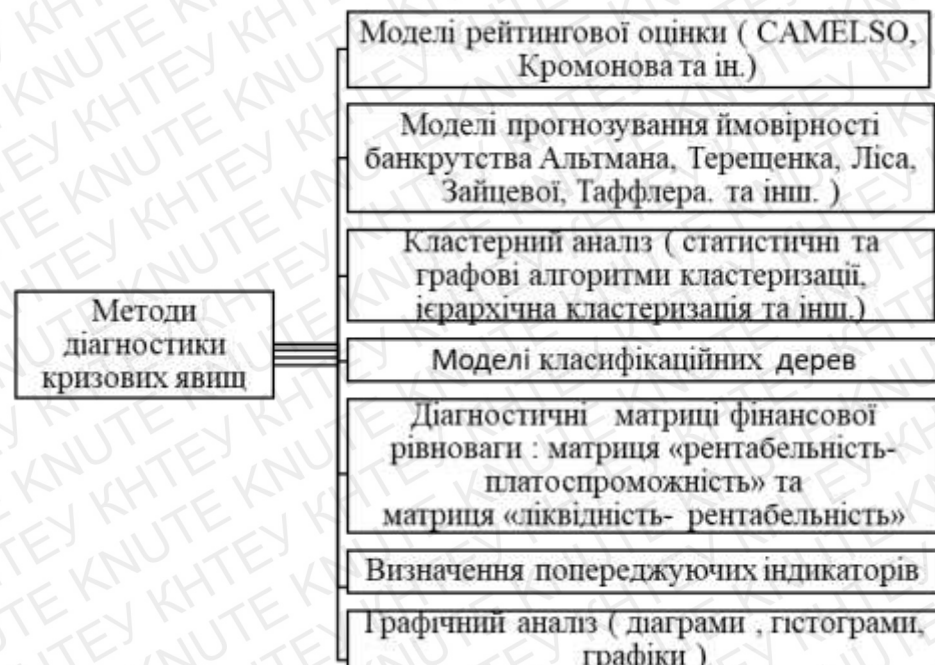 Моделі рейтингової оцінки ( CAMELSO,
Кромонова та ін.)
Моделі прогнозування ймовірності
банкрутства Альтмана, Терещенка, Ліса,
Зайцевої, Таффлера. та інш. )
Кластерний аналіз ( статистичні та
графові алгоритми кластеризації,
ієрархічна кластеризація та інш.)
Методи
діагностики
кризових явищ
Моделі класифікаційних дерев
Діагностичні матриці фінансової
рівноваги : матриця «рентабельність-
платоспроможність» та
матриця «ліквідність- рентабельність»
Визначення попереджуючих індикаторів
Графічний аналіз ( діаграми , гістограми,
графіки )